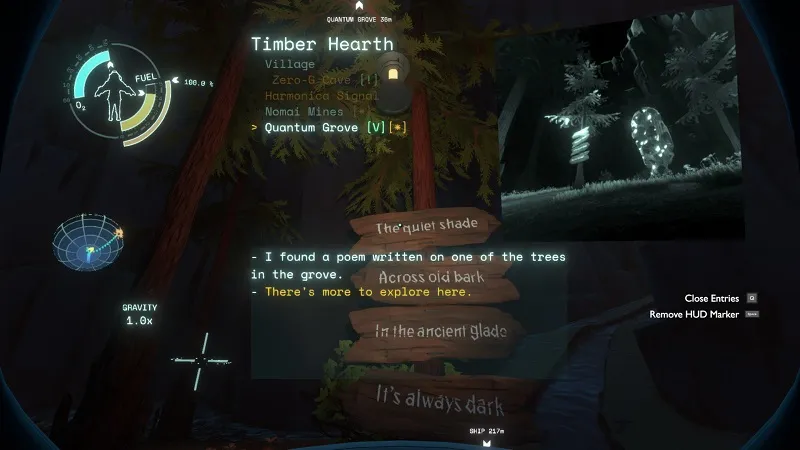 QUANTUM GROVE 36m
Timber Hearth
Village
Zero-G Cave [!]
Harmonica Signal
Nomai Mines [*]
> Quantum Grove [V][*]
FUEL
100.0 %
O2
The quiet shade
- I found a poem written on one of the trees
in the grove.
Across old bark
- There's more to explore here.
Close Entries Q
Remove HUD Marker
GRAVITY
1.0x
In the ancient glade
It's always dark
SHIP 217m